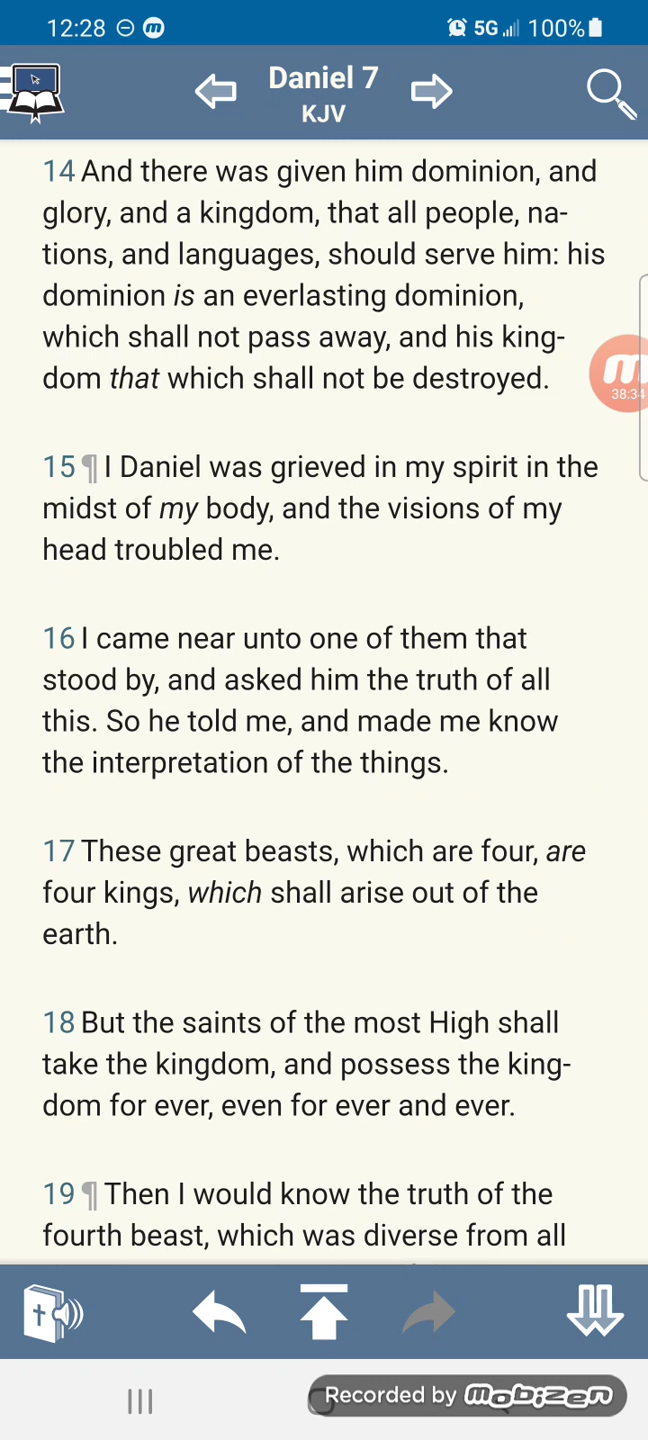 12:28 m 5G 100%
Daniel 7
KJV
14 And there was given him dominion, and
glory, and a kingdom, that all people, na-
tions, and languages, should serve him: his
dominion is an everlasting dominion,
which shall not pass away, and his king-
dom that which shall not be destroyed.
m
38:34
15 ¶ I Daniel was grieved in my spirit in the
midst of my body, and the visions of my
head troubled me.
16 I came near unto one of them that
stood by, and asked him the truth of all
this. So he told me, and made me know
the interpretation of the things.
17 These great beasts, which are four, are
four kings, which shall arise out of the
earth.
18 But the saints of the most High shall
take the kingdom, and possess the king-
dom for ever, even for ever and ever.
19 ¶ Then I would know the truth of the
fourth beast, which was diverse from all
Recorded by mobizen